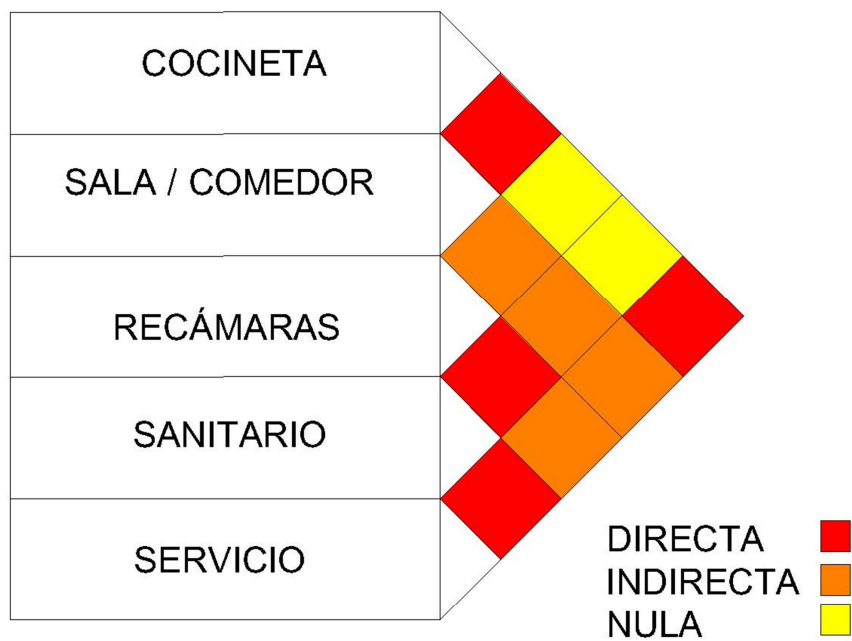 COCINETA
SALA / COMEDOR
RECÁMARAS
SANITARIO
SERVICIO
DIRECTA
INDIRECTA
NULA